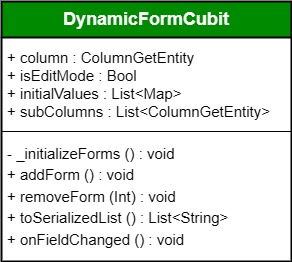 DynamicFormCubit
+ column : ColumnGetEntity
+ isEditMode : Bool
+ initialValues : List<Map>
+ subColumns : List<ColumnGetEntity>
- _initializeForms () : void
+ addForm () : void
+ removeForm (Int) : void
+ toSerializedList () : List<String>
+ onFieldChanged () : void